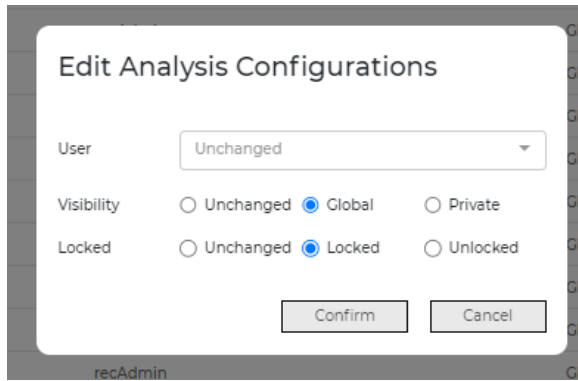 Edit Analysis Configurations
User Unchanged
Visibility Unchanged Global Private
Locked Unchanged Locked Unlocked
Confirm Cancel
recAdmin